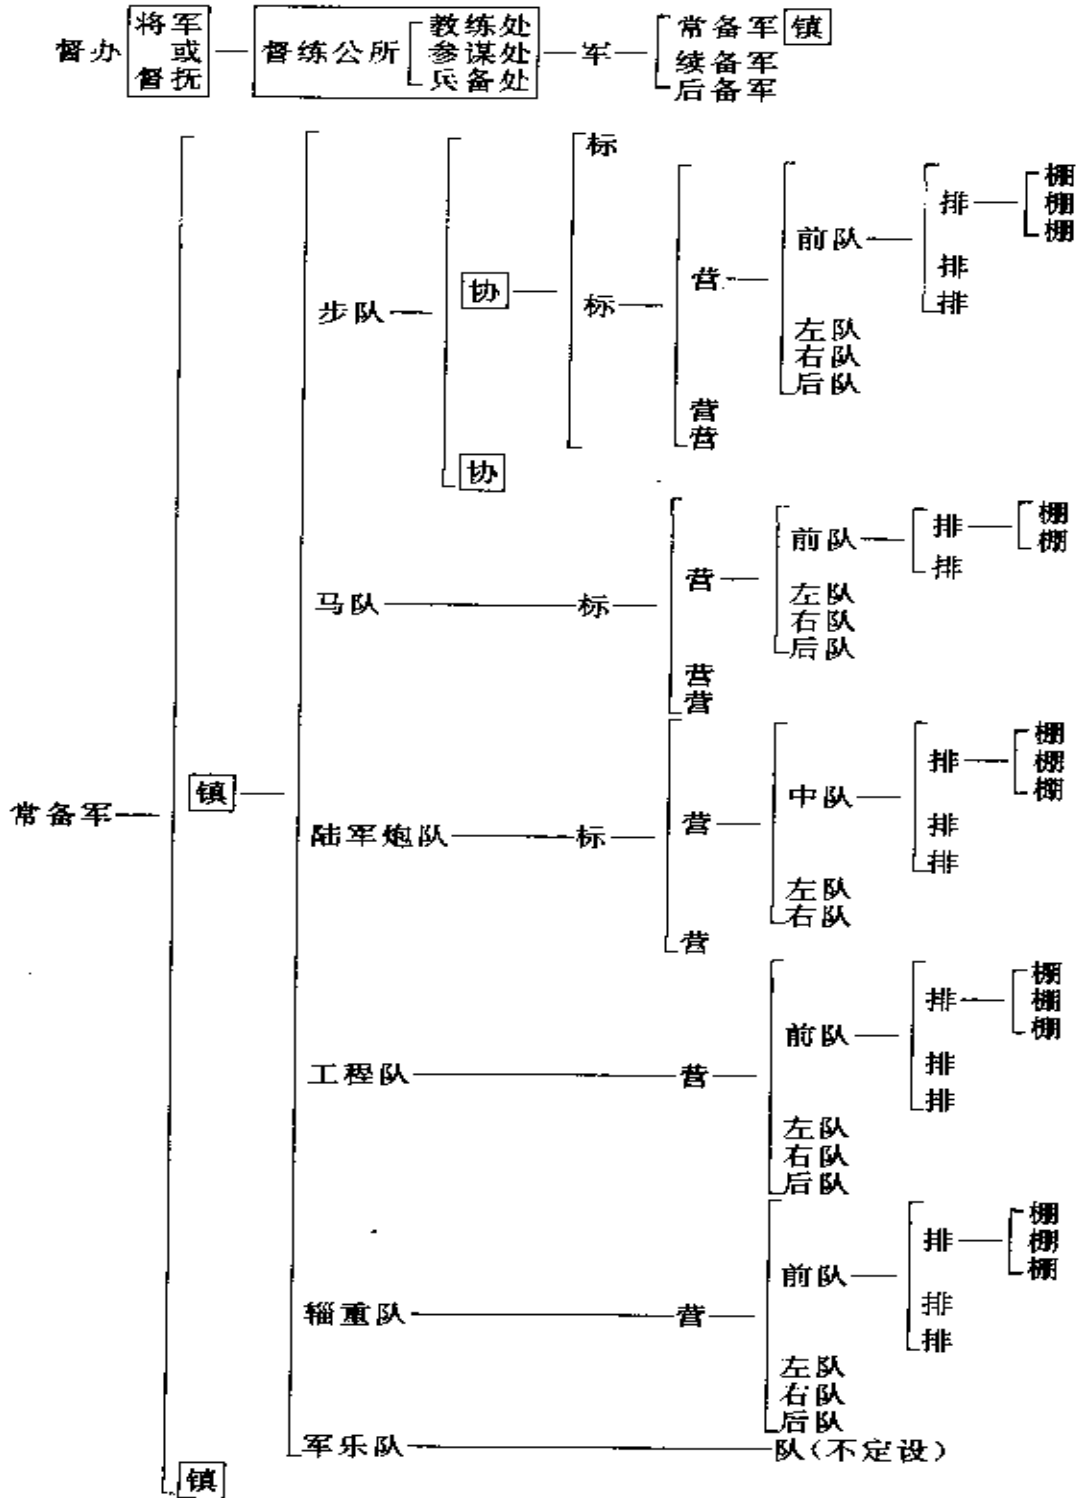 将军 教练处 常备军 镇
督办 或 督练公所 参谋处 军 续备军
督抚 兵备处 后备军
标
棚
排 棚
前队 棚
排
营
协 标 排
步队
左队
右队
后队
营
营
协
棚
前队 排 棚
排
营 左队
马队 标 右队
后队
营
营
棚
排 棚
镇 中队 棚
常备军 陆军炮队 标 营 排
排
左队
右队
营
棚
排 棚
前队 棚
工程队 营 排
排
左队
右队
后队
棚
排 棚
前队 棚
辎重队 营 排
排
左队
右队
后队
军乐队 队(不定设)
镇